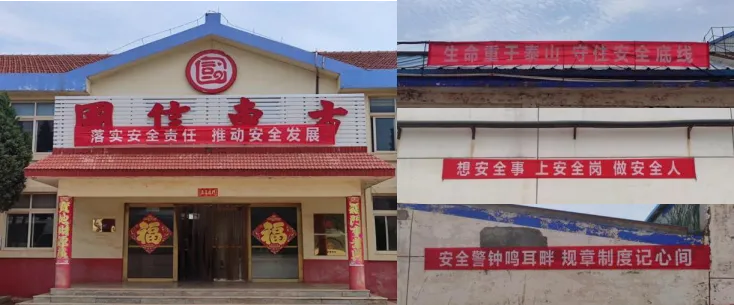 国信
落实安全责任 推动安全发展
福
福
生命重于泰山 守住安全底线
想安全事 上安全岗 做安全人
安全警钟鸣耳畔 规章制度记心间